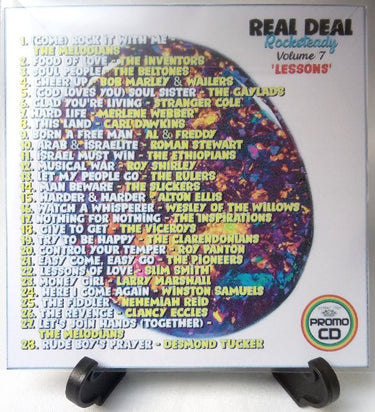 REAL DEAL
Rocksteady
Volume 7
'LESSONS'
1. (COME) ROCK IT WITH ME -
THE MELODIANS
2. FOOD OF LOVE - THE INVENTORS
3. SOUL PEOPLE - THE BELTONES
4. CHEER UP - BOB MARLEY & WAILERS
5. (GOD LOVES YOU) SOUL SISTER - THE GAYLADS
6. GLAD YOU'RE LIVING - STRANGER COLE
7. HARD LIFE - MERLENE WEBBER
8. THIS LAND - CARL DAWKINS
9. BORN A FREE MAN - AL & FREDDY
10. ARAB & ISRAELITE - ROMAN STEWART
11. ISRAEL MUST WIN - THE ETHIOPIANS
12. MUSICAL WAR - ROY SHIRLEY
13. LET MY PEOPLE GO - THE RULERS
14. MAN BEWARE - THE SLICKERS
15. HARDER & HARDER - ALTON ELLIS
16. WATCH A WHISPERER - WESLEY OF THE WILLOWS
17. NOTHING FOR NOTHING - THE INSPIRATIONS
18. GIVE TO GET - THE VICEROYS
19. TRY TO BE HAPPY - THE CLARENDONIANS
20. CONTROL YOUR TEMPER - ROY PANTON
21. EASY COME, EASY GO - THE PIONEERS
22. LESSONS OF LOVE - SLIM SMITH
23. MONEY GIRL - LARRY MARSHALL
24. HERE I COME AGAIN - WINSTON SAMUELS
25. THE FIDDLER - NEHEMIAH REID
26. THE REVENGE - CLANCY ECCLES
27. LET'S JOIN HANDS (TOGETHER) -
THE MELODIANS
28. RUDE BOY'S PRAYER - DESMOND TUCKER
PROMO
CD